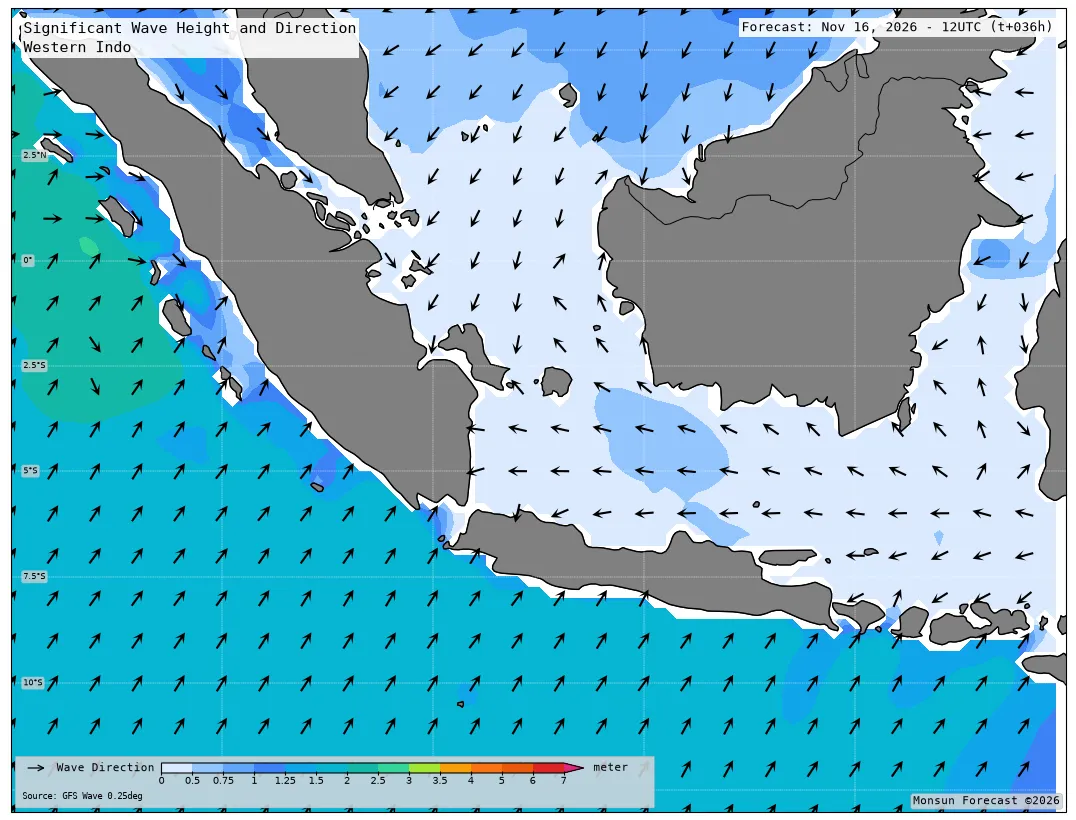 Significant Wave Height and Direction
Western Indo
Forecast: Nov 16, 2026 - 12UTC (t+036h)
2.5°N
0°
2.5°S
5°S
7.5°S
10°S
Wave Direction
0 0.5 0.75 1 1.25 1.5 2 2.5 3 3.5 4 5 6 7
meter
Source: GFS Wave 0.25deg
Monsun Forecast ©2026